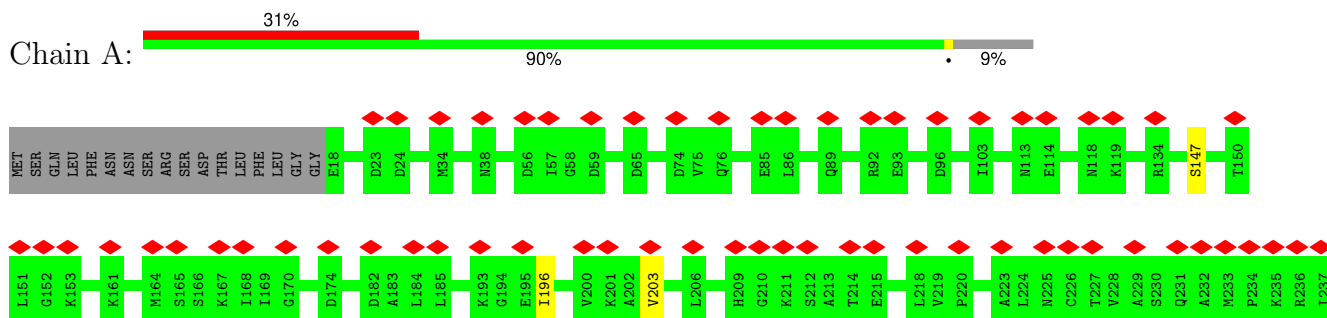 31%
Chain A:
90% • 9%
MET SER GLN LEU PHE ASN ASN SER ARG SER ASP THR LEU PHE LEU GLY GLY E18 D23 D24 M34 N38 D56 I57 G58 D59 D65 D74 V75 Q76 E85 L86 Q89 R92 E93 D96 I103 N113 E114 N118 K119 R134 S147 T150
L151 G152 K153 K161 M164 S165 S166 K167 I168 I169 G170 D174 D182 A183 L184 L185 K193 G194 E195 I196 V200 K201 A202 V203 L206 H209 G210 K211 S212 A213 T214 E215 L218 V219 P220 A223 L224 N225 C226 T227 V228 A229 S230 Q231 A232 M233 P234 K235 R236 I237